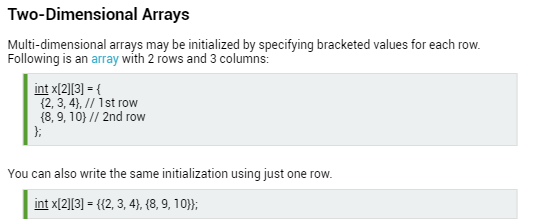 Two-Dimensional Arrays
Multi-dimensional arrays may be initialized by specifying bracketed values for each row.
Following is an array with 2 rows and 3 columns:
int x[2][3] = {
{2, 3, 4}, // 1st row
{8, 9, 10} // 2nd row
};
You can also write the same initialization using just one row.
int x[2][3] = {{2, 3, 4}, {8, 9, 10}};